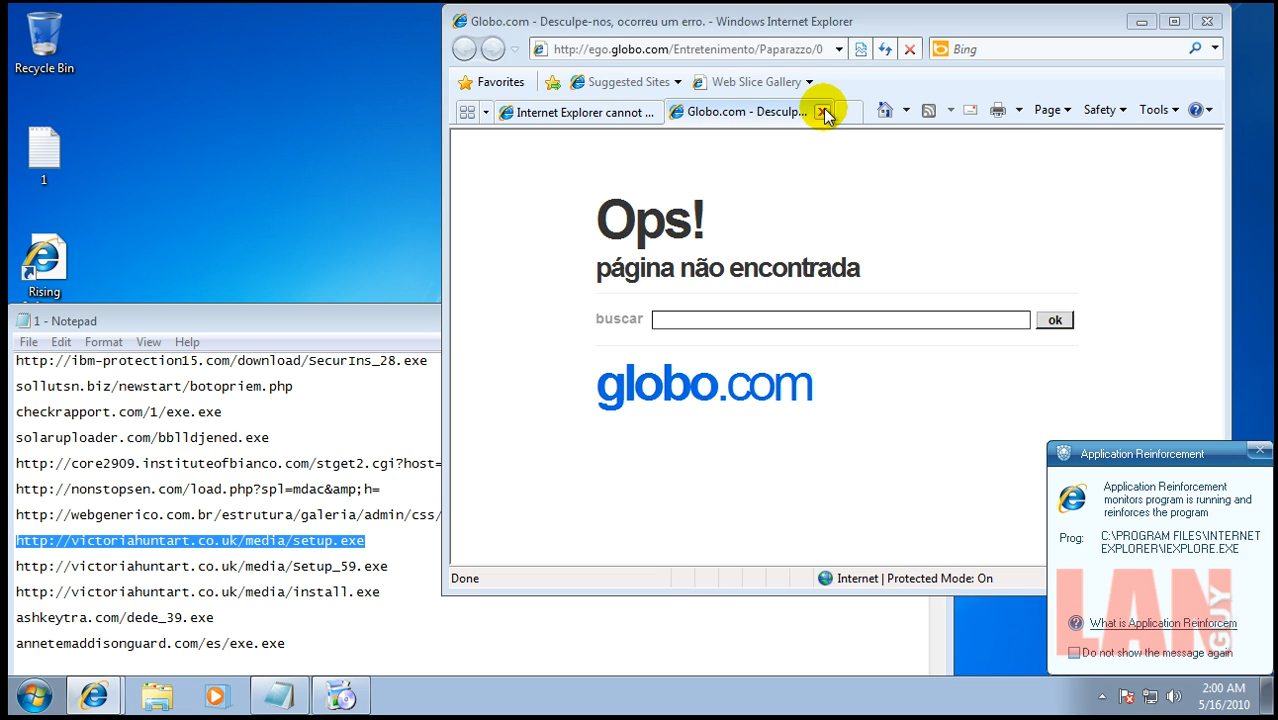 Recycle Bin
1
Rising
Globo.com - Desculpe-nos, ocorreu um erro. - Windows Internet Explorer
http://ego.globo.com/Entretenimento/Paparazzo/0
Bing
Favorites
Suggested Sites
Web Slice Gallery
Internet Explorer cannot ...
Globo.com - Desculp...
Page
Safety
Tools
Ops!
página não encontrada
buscar
ok
globo.com
Done
Internet | Protected Mode: On
1 - Notepad
File Edit Format View Help
http://ibm-protection15.com/download/SecurIns_28.exe
sollutsn.biz/newstart/botopriem.php
checkrapport.com/1/exe.exe
solaruploader.com/bblldjened.exe
http://core2909.instituteofbianco.com/stget2.cgi?host=
http://nonstopsen.com/load.php?spl=mdac&amp;h=
http://webgenerico.com.br/estrutura/galeria/admin/css/
http://victoriahuntart.co.uk/media/setup.exe
http://victoriahuntart.co.uk/media/Setup_59.exe
http://victoriahuntart.co.uk/media/install.exe
ashkeytra.com/dede_39.exe
annetemaddisonguard.com/es/exe.exe
Application Reinforcement
Application Reinforcement
monitors program is running and
reinforces the program
Prog: C:\PROGRAM FILES\INTERNET
EXPLORER\IEXPLORE.EXE
LAN GUY
What is Application Reinforcem
Do not show the message again
2:00 AM
5/16/2010